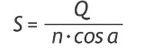 S = Q / n · cos a